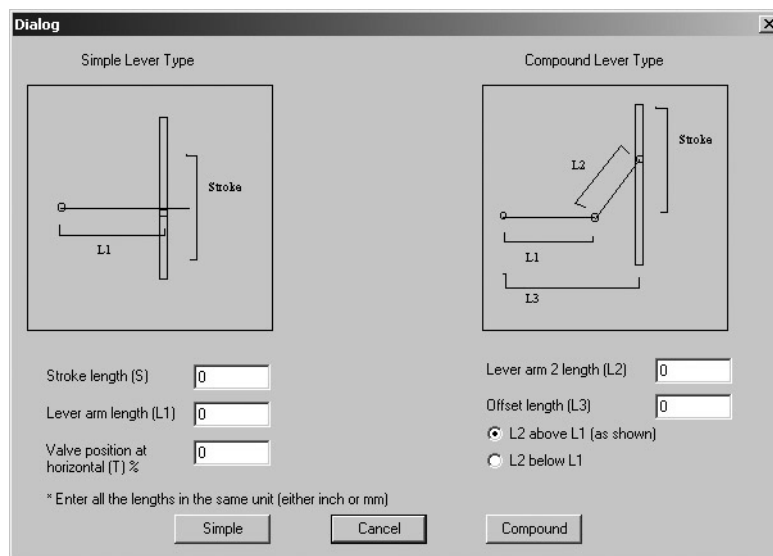 Dialog
Simple Lever Type
Compound Lever Type
Stroke
L1
Stroke
L2
L1
L3
Stroke length (S)
0
Lever arm length (L1)
0
Valve position at
horizontal (T) %
0
Lever arm 2 length (L2)
0
Offset length (L3)
0
L2 above L1 (as shown)
L2 below L1
* Enter all the lengths in the same unit (either inch or mm)
Simple
Cancel
Compound